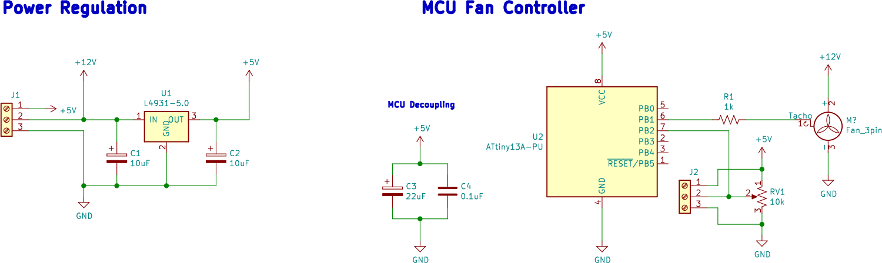 Power Regulation
MCU Fan Controller
+12V
+5V
J1
1
2
3
+5V
U1
L4931-5.0
1 IN OUT 3
GND
2
C1
10uF
C2
10uF
GND
MCU Decoupling
+5V
C3
22uF
C4
0.1uF
GND
+5V
8
VCC
U2
ATtiny13A-PU
PB0 5
PB1 6
PB2 7
PB3 2
PB4 3
RESET/PB5 1
GND
4
GND
R1
1k
+12V
2
+
Tacho
1
M?
Fan_3pin
-
3
GND
+5V
J2
1
2
3
1
2
3
RV1
10k
GND